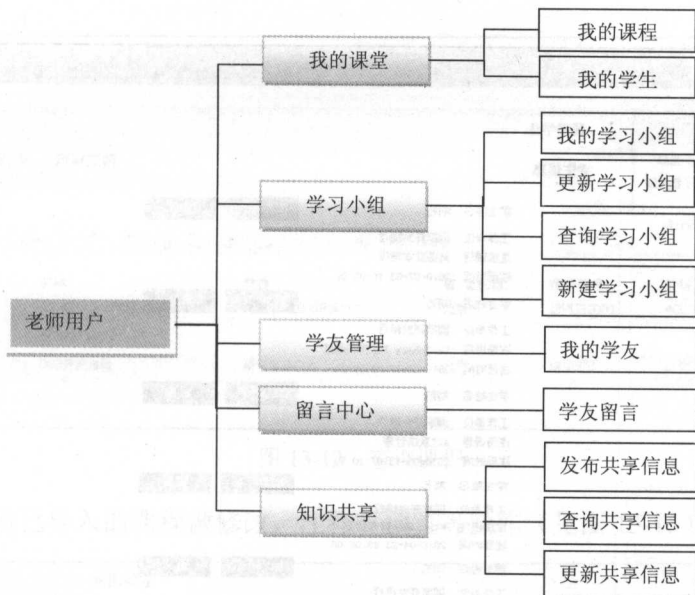 老师用户
我的课堂
我的课程
我的学生
学习小组
我的学习小组
更新学习小组
查询学习小组
新建学习小组
学友管理
我的学友
留言中心
学友留言
知识共享
发布共享信息
查询共享信息
更新共享信息